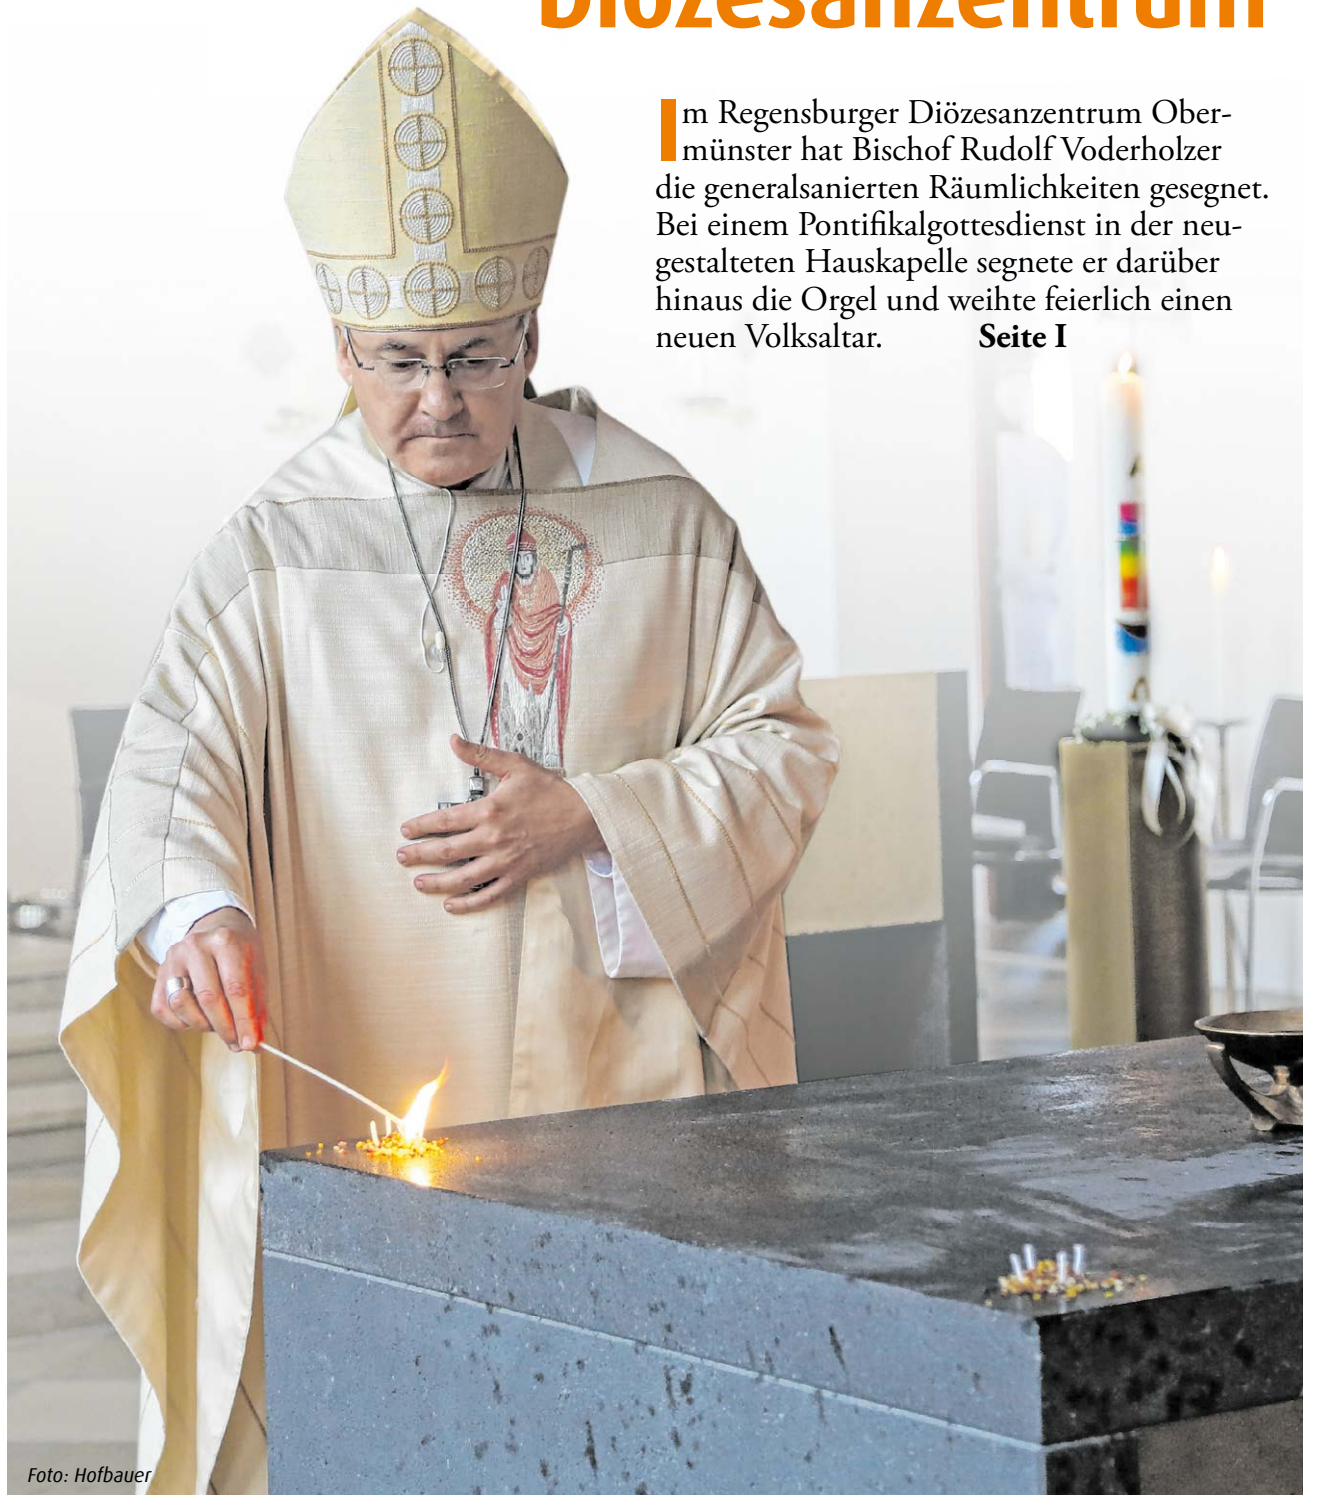 Diözesanzentrum
Im Regensburger Diözesanzentrum Ober-
münster hat Bischof Rudolf Voderholzer
die generalsanierten Räumlichkeiten gesegnet.
Bei einem Pontifikalgottesdienst in der neu-
gestalteten Hauskapelle segnete er darüber
hinaus die Orgel und weihte feierlich einen
neuen Volksaltar. Seite I
Foto: Hofbauer